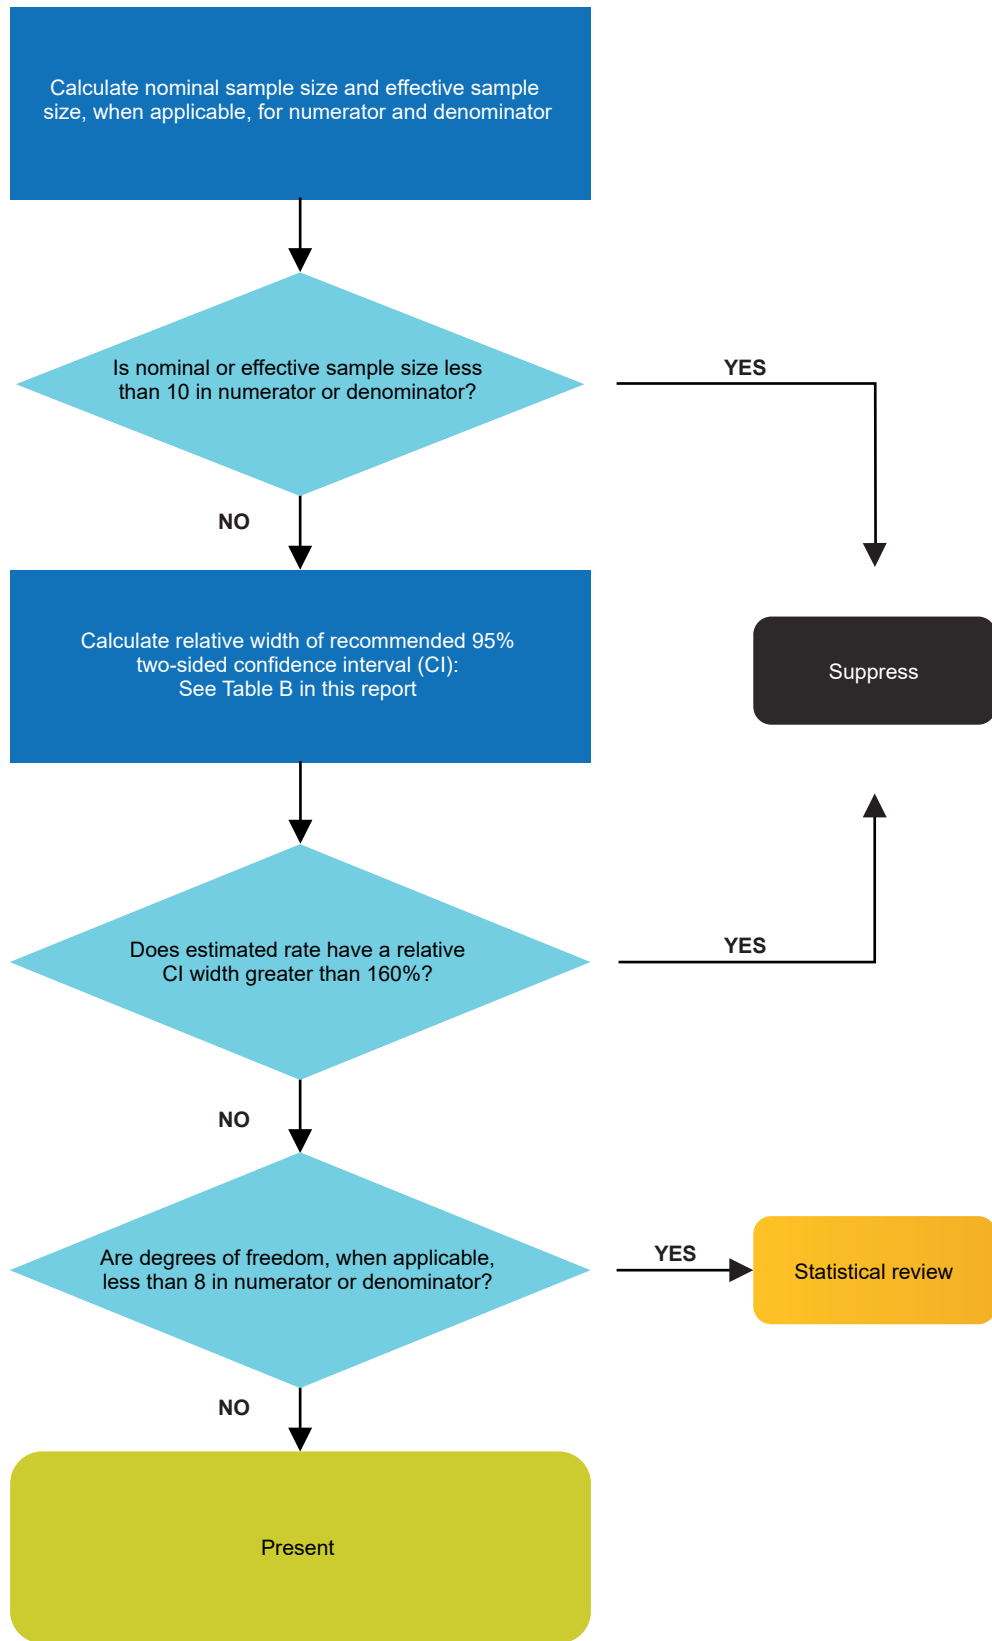 Calculate nominal sample size and effective sample
size, when applicable, for numerator and denominator
Is nominal or effective sample size less
than 10 in numerator or denominator?
YES
NO
Calculate relative width of recommended 95%
two-sided confidence interval (CI):
See Table B in this report
Suppress
Does estimated rate have a relative
CI width greater than 160%?
YES
NO
Are degrees of freedom, when applicable,
less than 8 in numerator or denominator?
YES
Statistical review
NO
Present